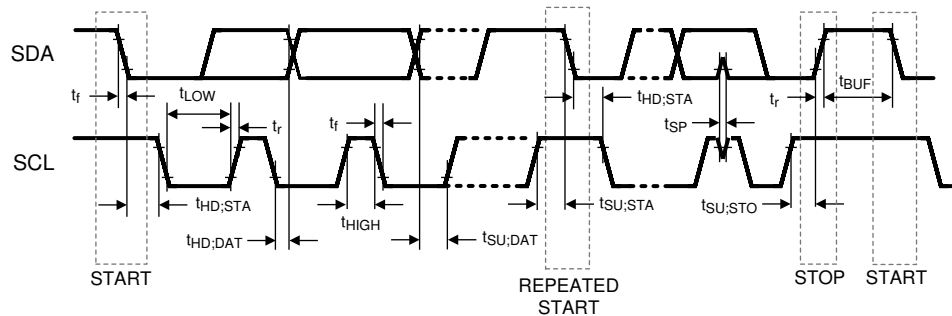 SDA
t_f
t_LOW
t_r
t_f
t_HD;STA
t_SP
t_r
t_BUF
SCL
t_HD;STA
t_HD;DAT
t_HIGH
t_SU;DAT
t_SU;STA
t_SU;STO
START
REPEATED
START
STOP
START